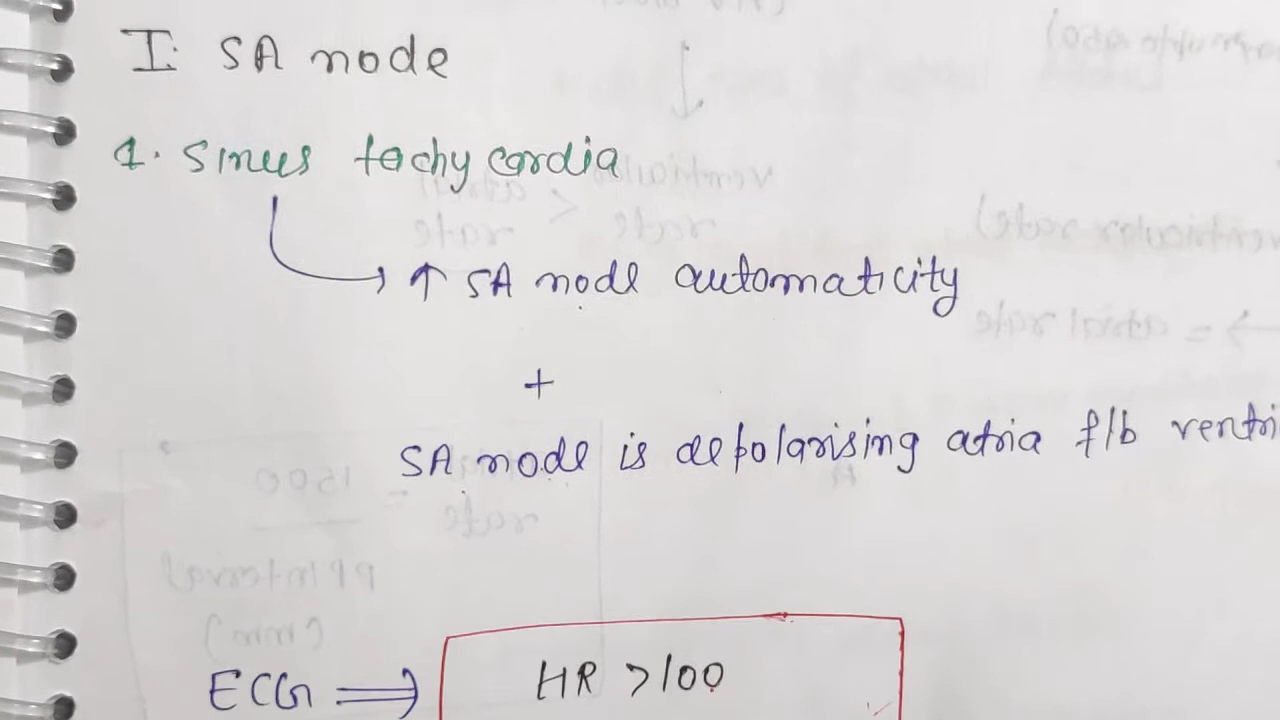 I. SA node
1. Sinus tachycardia
↑ SA node automaticity
+
SA node is depolarising atria f/b ventri
ECG ⇒ HR >100